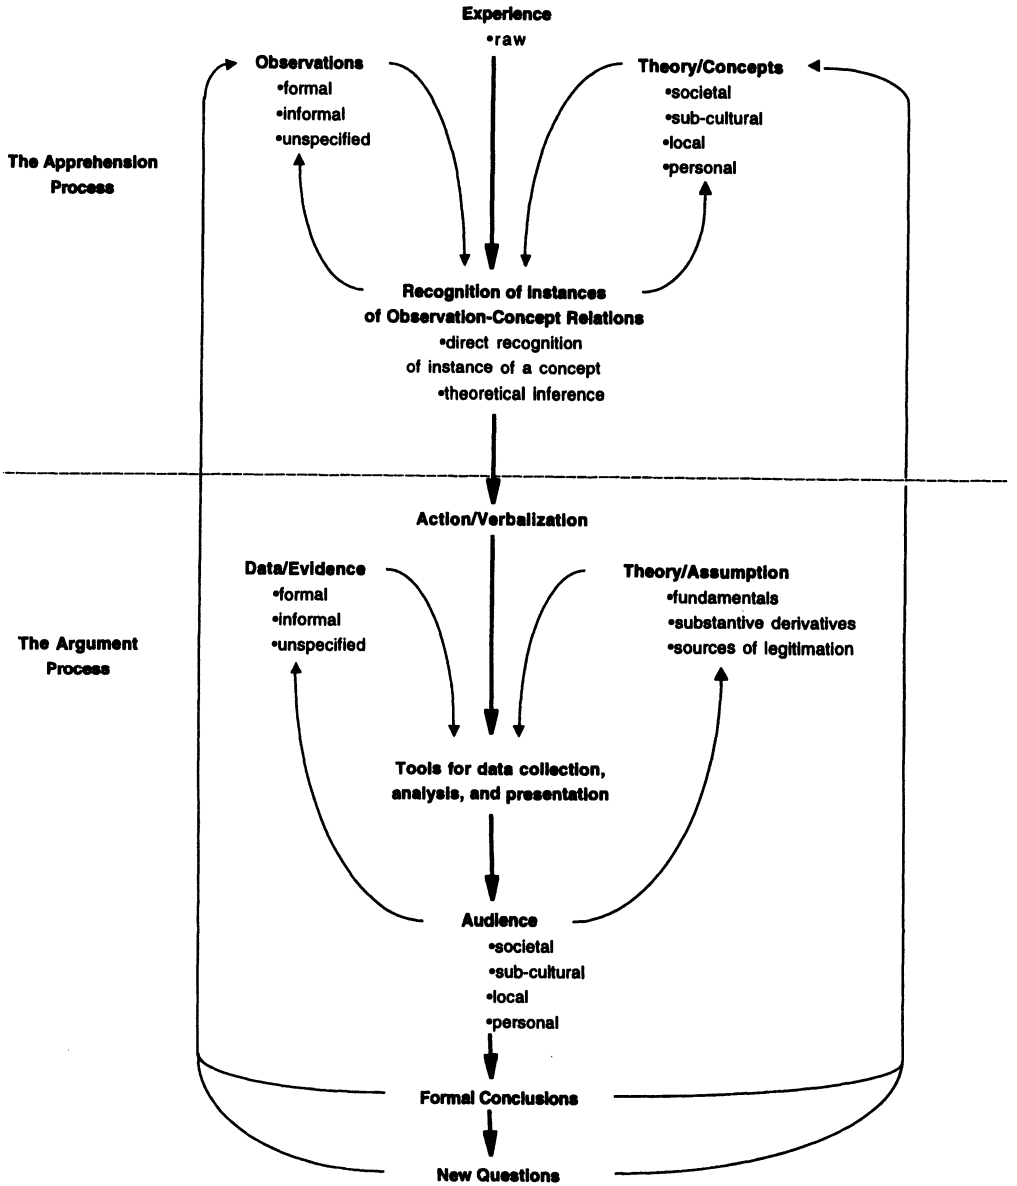 Experience
•raw
Observations
•formal
•informal
•unspecified
Theory/Concepts
•societal
•sub-cultural
•local
•personal
The Apprehension
Process
Recognition of Instances
of Observation-Concept Relations
•direct recognition
of instance of a concept
•theoretical inference
Action/Verbalization
Data/Evidence
•formal
•informal
•unspecified
Theory/Assumption
•fundamentals
•substantive derivatives
•sources of legitimation
The Argument
Process
Tools for data collection,
analysis, and presentation
Audience
•societal
•sub-cultural
•local
•personal
Formal Conclusions
New Questions